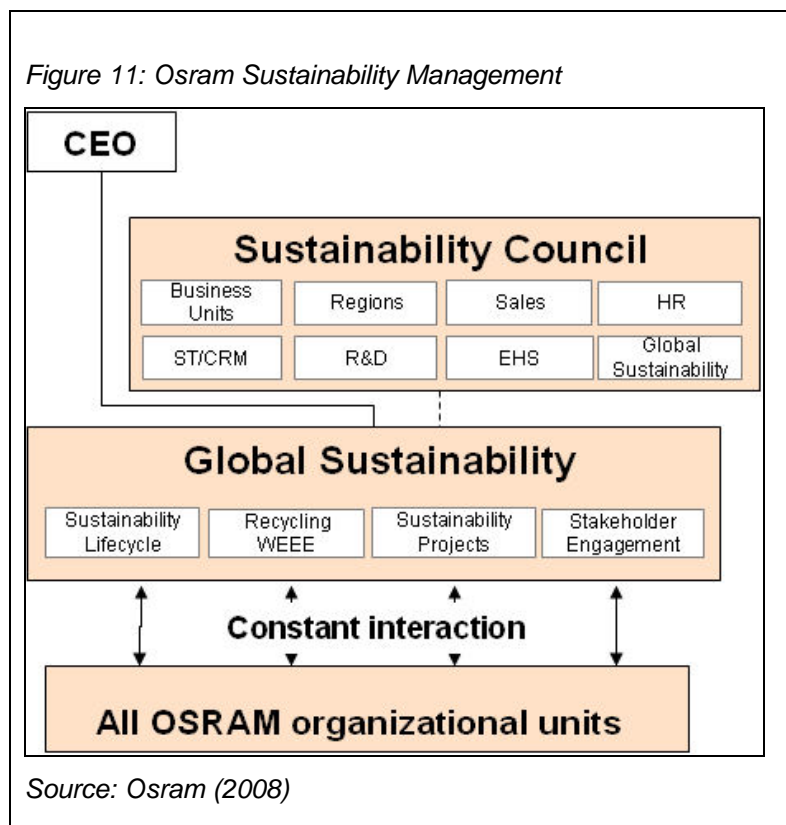 Figure 11: Osram Sustainability Management
CEO
Sustainability Council
Business
Units
Regions
Sales
HR
ST/CRM
R&D
EHS
Global
Sustainability
Global Sustainability
Sustainability
Lifecycle
Recycling
WEEE
Sustainability
Projects
Stakeholder
Engagement
Constant interaction
All OSRAM organizational units
Source: Osram (2008)